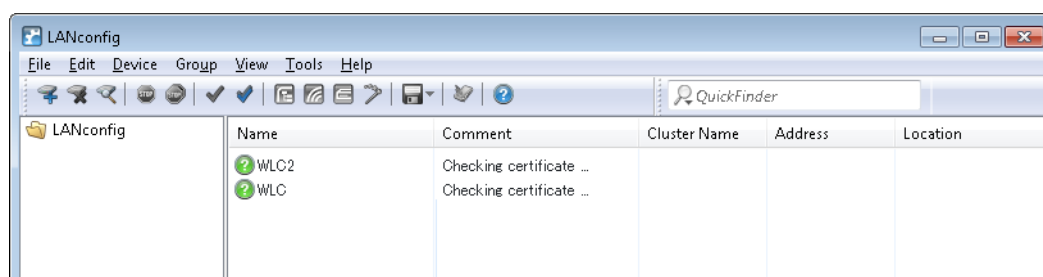 LANconfig
File Edit Device Group View Tools Help
QuickFinder
LANconfig
Name Comment Cluster Name Address Location
WLC2 Checking certificate ...
WLC Checking certificate ...